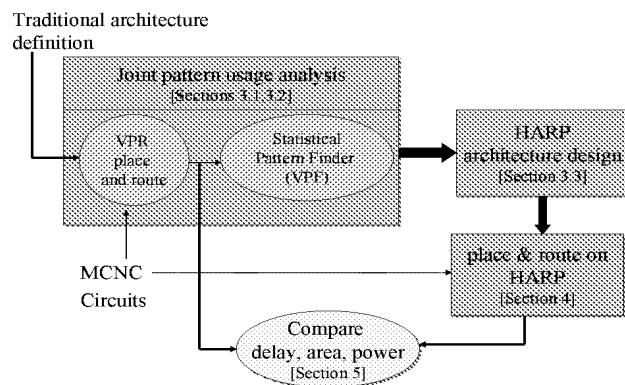 Traditional architecture
definition
Joint pattern usage analysis
[Sections 3.1,3.2]
VPR
place
and route
Statistical
Pattern Finder
(VPF)
HARP
architecture design
[Section 3.3]
MCNC
Circuits
place & route on
HARP
[Section 4]
Compare
delay, area, power
[Section 5]